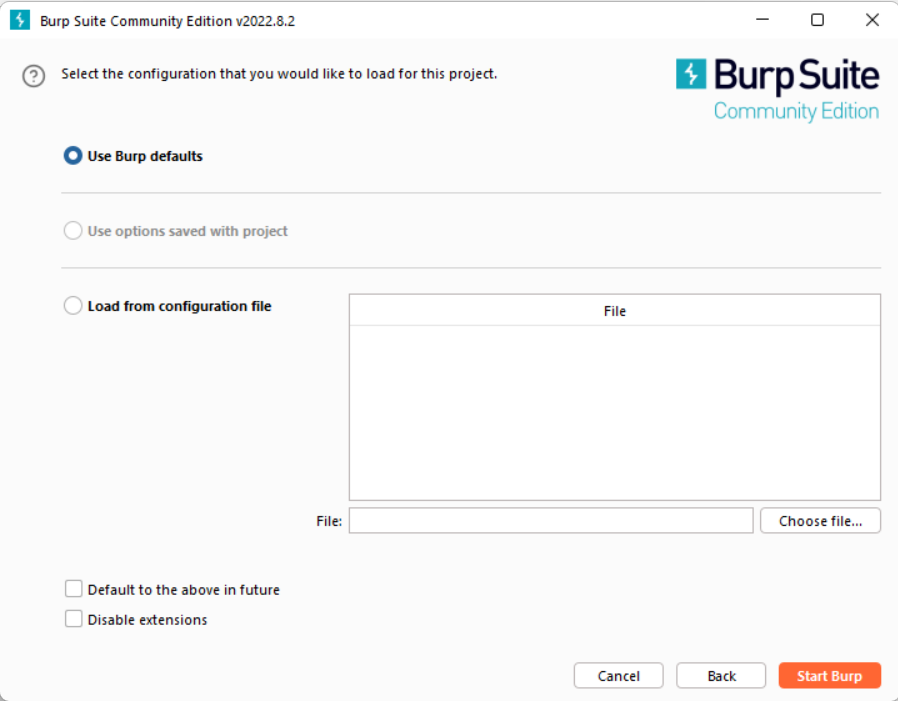 Burp Suite Community Edition v2022.8.2
Select the configuration that you would like to load for this project.
Burp Suite
Community Edition
Use Burp defaults
Use options saved with project
Load from configuration file
File
File:
Choose file...
Default to the above in future
Disable extensions
Cancel Back Start Burp